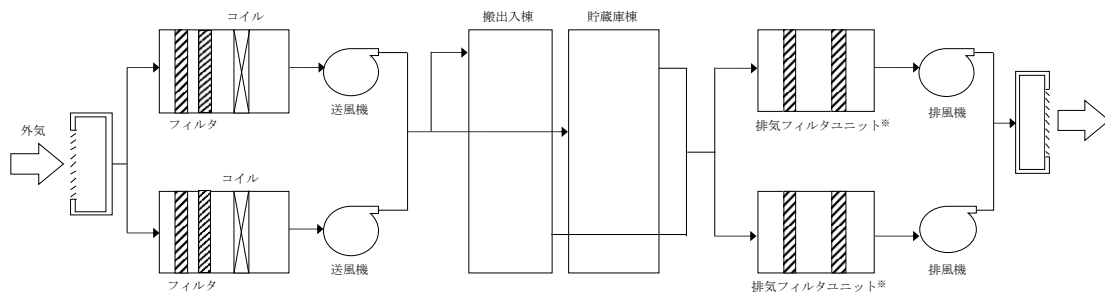 コイル
搬出入棟
貯蔵庫棟
送風機
排風機
フィルタ
排気フィルタユニット※
外気
コイル
送風機
排風機
フィルタ
排気フィルタユニット※